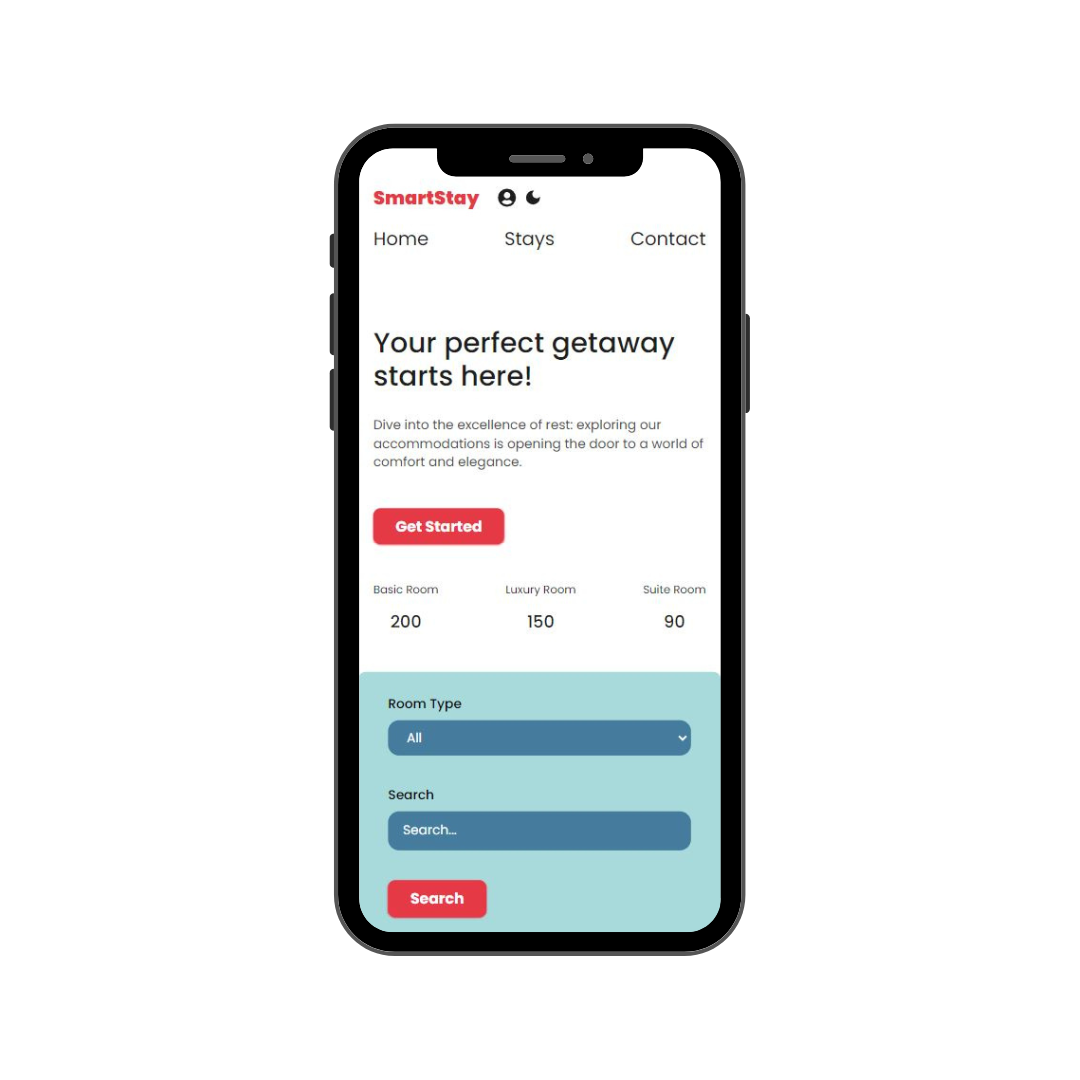 SmartStay
Home Stays Contact
Your perfect getaway
starts here!
Dive into the excellence of rest: exploring our
accommodations is opening the door to a world of
comfort and elegance.
Get Started
Basic Room Luxury Room Suite Room
200 150 90
Room Type
All
Search
Search...
Search